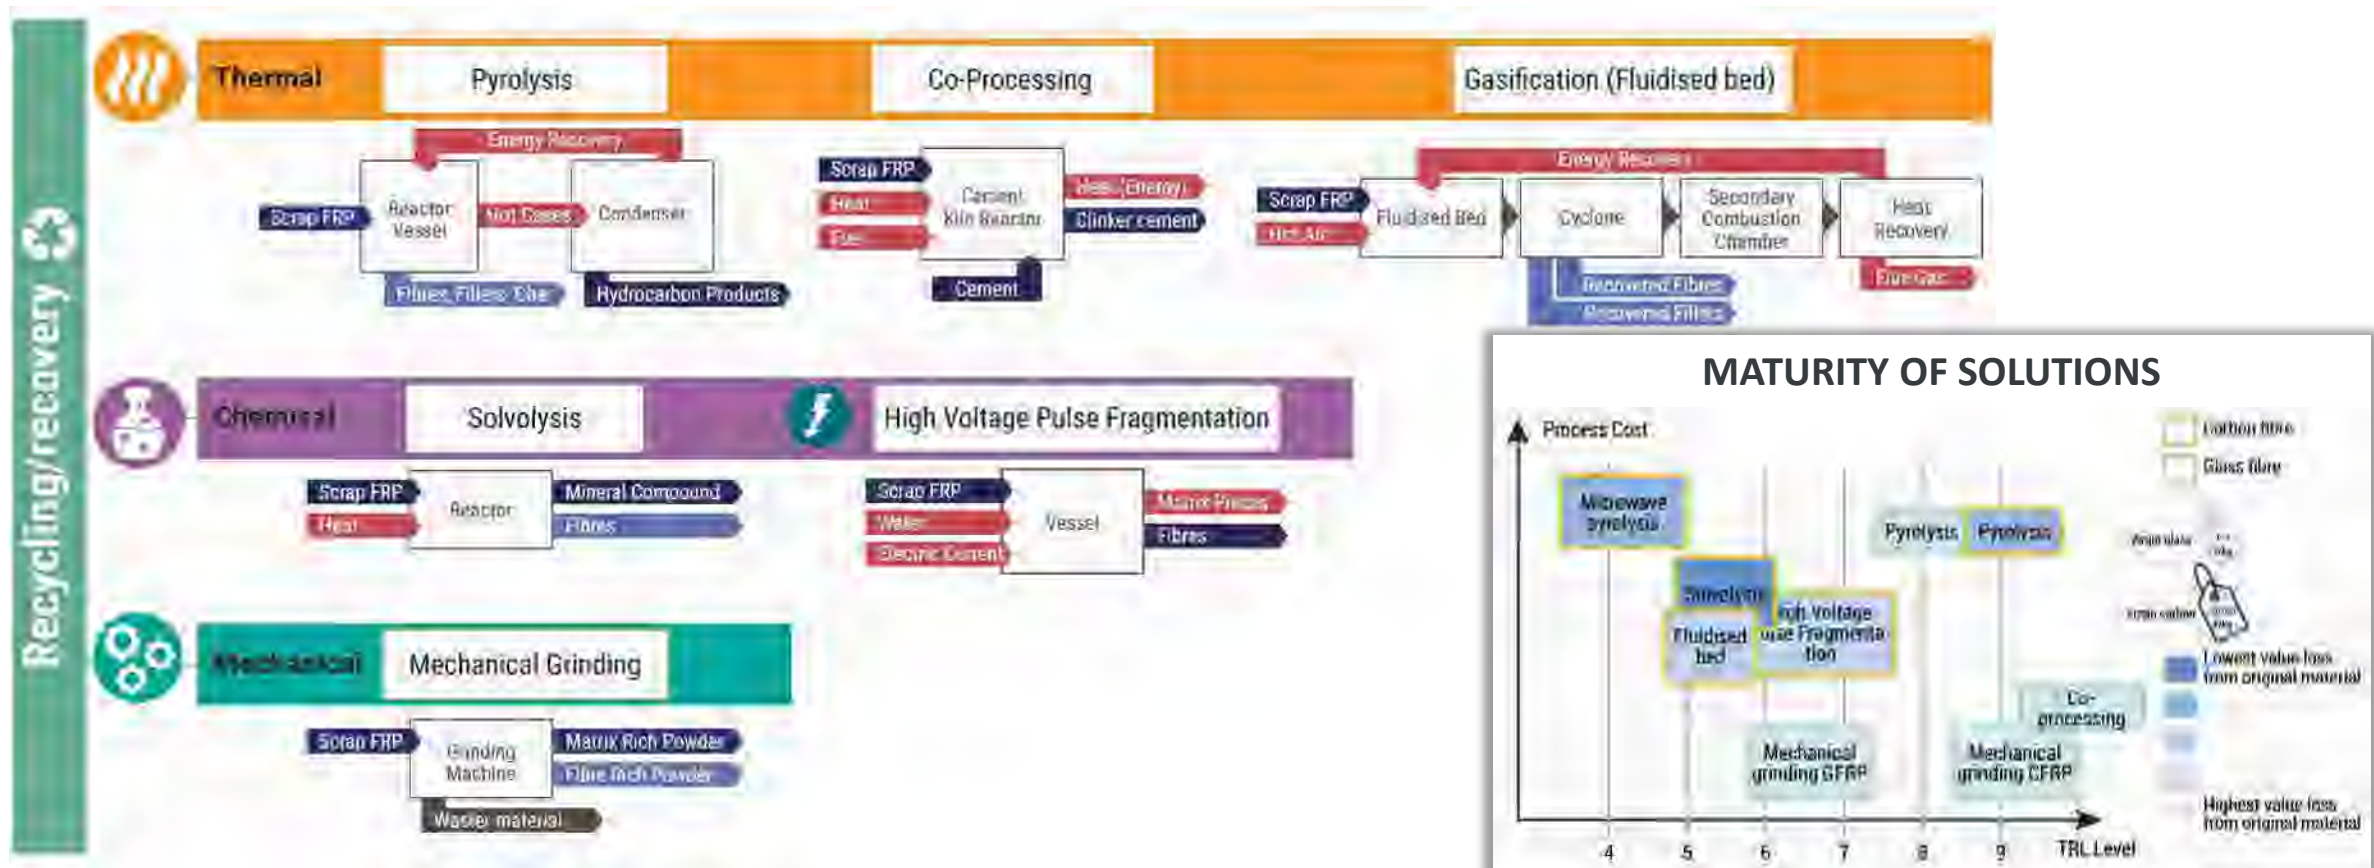 Recycling/recovery
Thermal
Pyrolysis
Co-Processing
Gasification (Fluidised bed)
Energy Recovery
Scrap FRP
Reactor
Vessel
Hot Gases
Condenser
Hydrocarbon Products
Scrap FRP
Heat
Fuel
Cement
Kiln Reactor
Heat (Energy)
Clinker cement
Cement
Energy Recovery
Scrap FRP
Hot Air
Fluidised Bed
Cyclone
Secondary
Combustion
Chamber
Heat
Recovery
Recovered Fibres
Recovered Fillers
Flue Gas
Chemical
Solvolysis
High Voltage Pulse Fragmentation
Scrap FRP
Heat
Reactor
Mineral Compound
Fibres
Scrap FRP
Water
Electric Current
Vessel
Matrix Pieces
Fibres
Mechanical
Mechanical Grinding
Scrap FRP
Grinding
Machine
Matrix Rich Powder
Fibre Rich Powder
material
MATURITY OF SOLUTIONS
Process Cost
Carbon fibre
Glass fibre
Microwave
pyrolysis
Pyrolysis
Pyrolysis
Solvolysis
Fluidised
bed
High Voltage
Pulse Fragmenta
tion
Co-
processing
Mechanical
grinding GFRP
Mechanical
grinding CFRP
Lowest value loss
from original material
Highest value loss
from original material
4
5
6
7
8
9
TRL Level